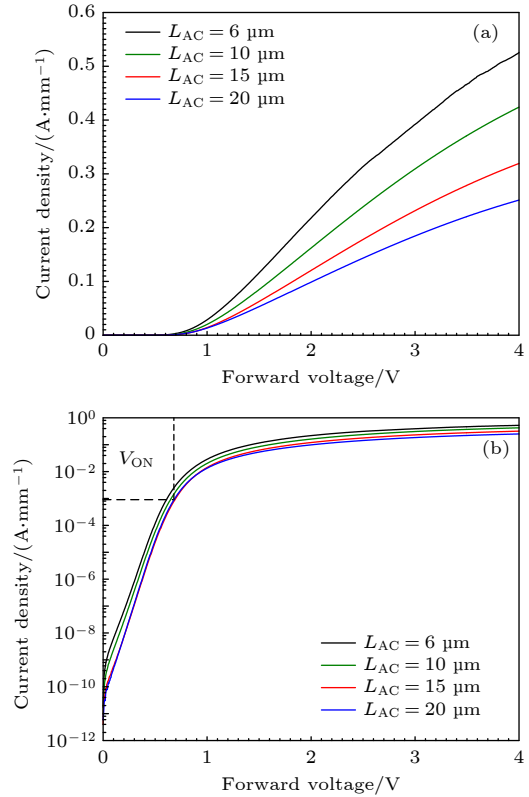 0.6
(a)
L_AC = 6 µm
L_AC = 10 µm
L_AC = 15 µm
L_AC = 20 µm
0.5
0.4
0.3
0.2
0.1
0
Current density/(A·mm⁻¹)
0 1 2 3 4
Forward voltage/V
10⁰
(b)
V_ON
10⁻²
10⁻⁴
10⁻⁶
10⁻⁸
10⁻¹⁰
10⁻¹²
Current density/(A·mm⁻¹)
L_AC = 6 µm
L_AC = 10 µm
L_AC = 15 µm
L_AC = 20 µm
0 1 2 3 4
Forward voltage/V